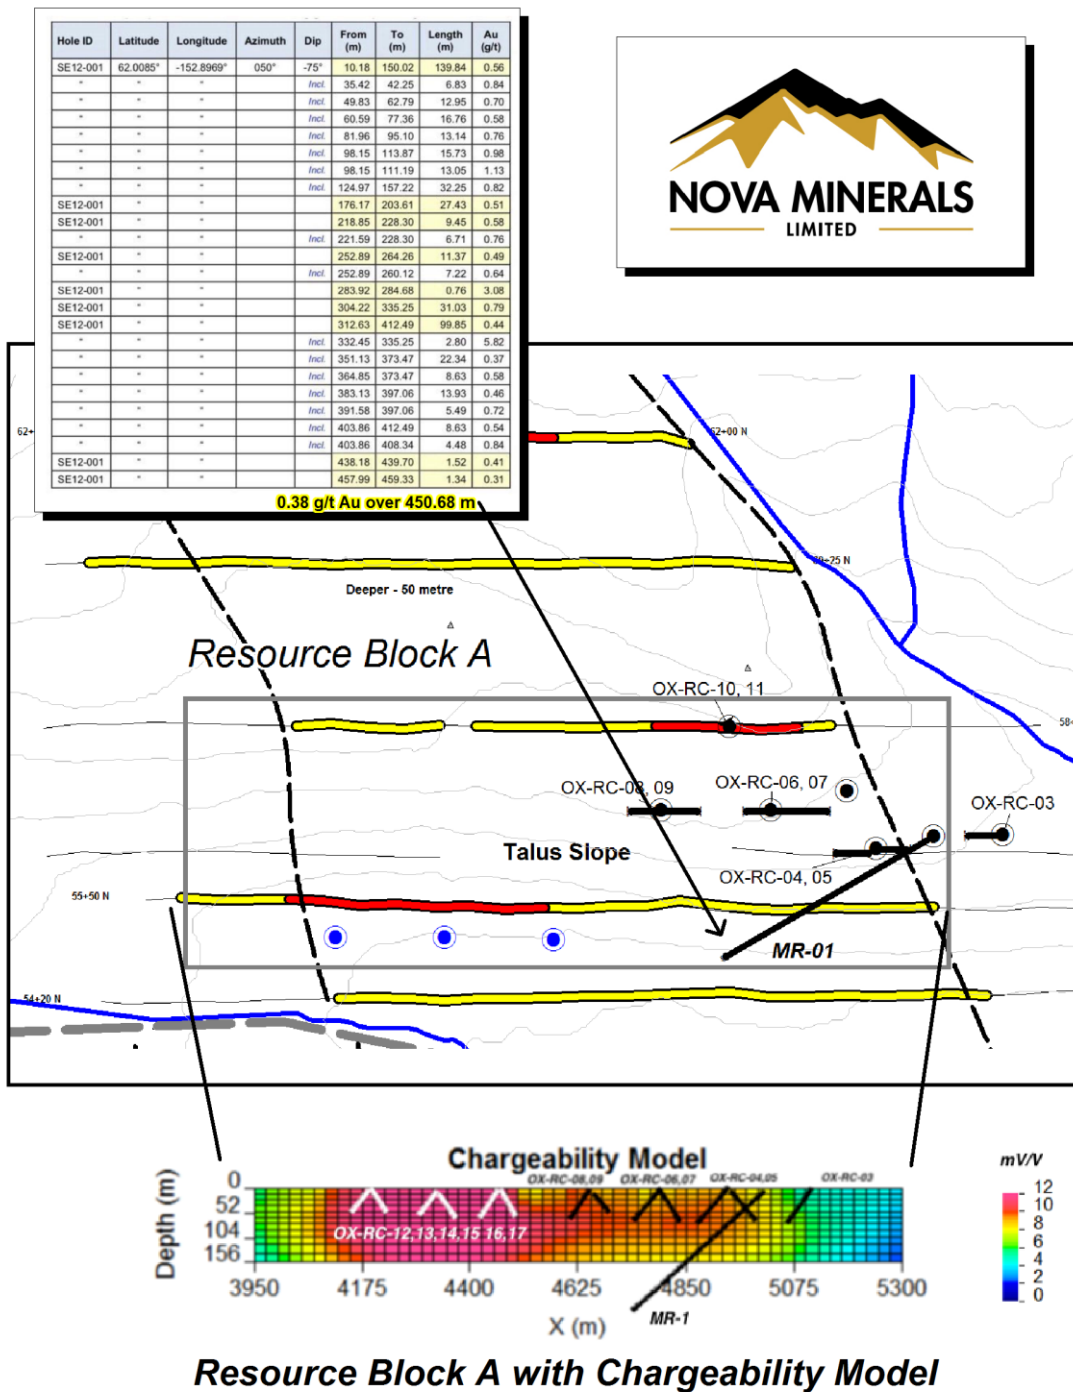 Hole ID Latitude Longitude Azimuth Dip From (m) To (m) Length (m) Au (g/t)
SE12-001 62.0085° -152.8969° 050° -75° 10.18 150.02 139.84 0.56
" " " Incl. 35.42 42.25 6.83 0.84
" " " Incl. 49.83 62.79 12.95 0.70
" " " Incl. 60.59 77.36 16.76 0.58
" " " Incl. 81.96 95.10 13.14 0.76
" " " Incl. 98.15 113.87 15.73 0.98
" " " Incl. 98.15 111.19 13.05 1.13
" " " Incl. 124.97 157.22 32.25 0.82
SE12-001 " " 176.17 203.61 27.43 0.51
SE12-001 " " 218.85 228.30 9.45 0.58
" " " Incl. 221.59 228.30 6.71 0.76
SE12-001 " " 252.89 264.26 11.37 0.49
" " " Incl. 252.89 260.12 7.22 0.64
SE12-001 " " 283.92 284.68 0.76 3.08
SE12-001 " " 304.22 335.25 31.03 0.79
SE12-001 " " 312.63 412.49 99.85 0.44
" " " Incl. 332.45 335.25 2.80 5.82
" " " Incl. 351.13 373.47 22.34 0.37
" " " Incl. 364.85 373.47 8.63 0.58
" " " Incl. 383.13 397.06 13.93 0.46
" " " Incl. 391.58 397.06 5.49 0.72
" " " Incl. 403.86 412.49 8.63 0.54
" " " Incl. 403.86 408.34 4.48 0.84
SE12-001 " " 438.18 439.70 1.52 0.41
SE12-001 " " 457.99 459.33 1.34 0.31
0.38 g/t Au over 450.68 m
NOVA MINERALS
LIMITED
62+00 N
25 N
Deeper - 50 metre
Resource Block A
OX-RC-10, 11
58+
OX-RC-08, 09
OX-RC-06, 07
OX-RC-03
Talus Slope
OX-RC-04, 05
55+50 N
MR-01
54+20 N
Chargeability Model
mV/V
OX-RC-08,09 OX-RC-06,07 OX-RC-04,05 OX-RC-03
OX-RC-12,13,14,15 16,17
Depth (m)
0
52
104
156
12
10
8
6
4
2
0
3950 4175 4400 4625 4850 5075 5300
MR-1
X (m)
Resource Block A with Chargeability Model